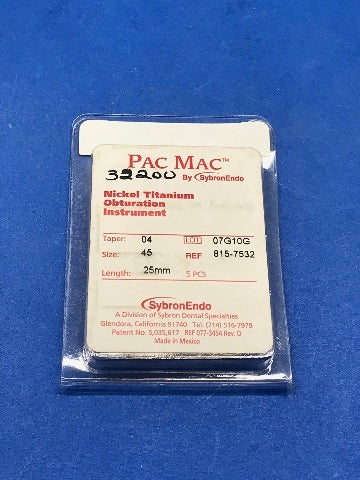 PAC MAC™
32200 By SybronEndo
Nickel Titanium
Obturation
Instrument
Taper: 04 LOT 07G10G
Size: 45 REF 815-7532
Length: 25mm 5 PCS
SybronEndo
A Division of Sybron Dental Specialties
Glendora, California 91740 Tel: (714) 516-7979
Patent No. 5,035,617 REF 077-3454 Rev. D
Made in Mexico